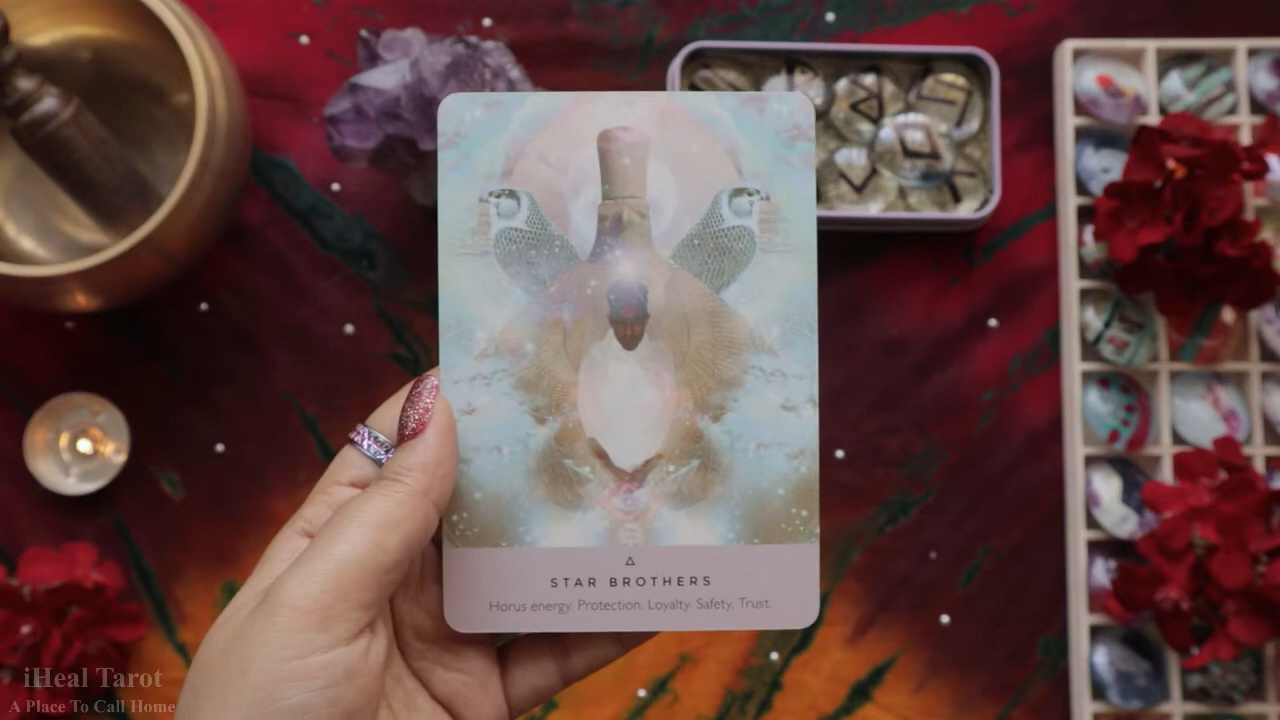 STAR BROTHERS
Horus energy. Protection. Loyalty. Safety. Trust.
iHeal Tarot
A Place To Call Home